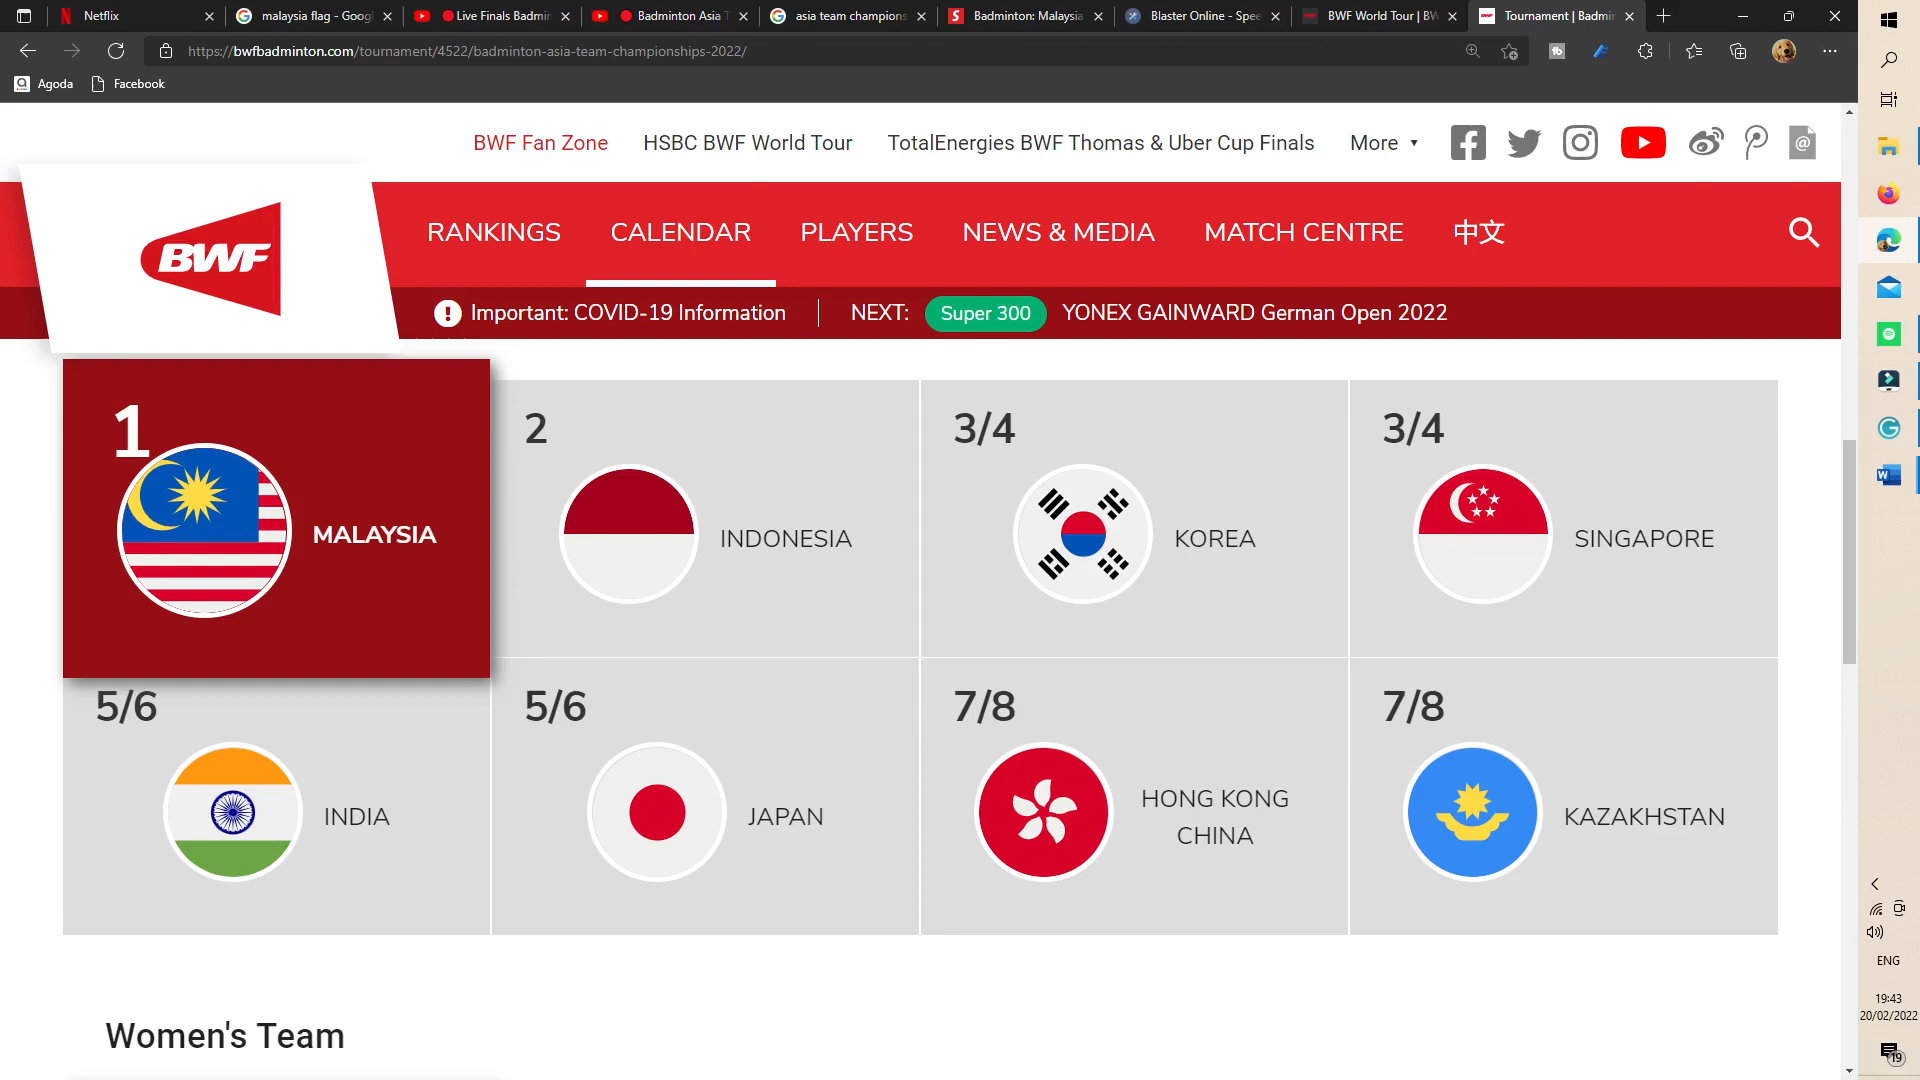 Netflix
malaysia flag - Googl
Live Finals Badmin
Badminton Asia T
asia team champions
Badminton: Malaysia
Blaster Online - Spee
BWF World Tour | BW
Tournament | Badmin
https://bwfbadminton.com/tournament/4522/badminton-asia-team-championships-2022/
Agoda
Facebook
BWF Fan Zone
HSBC BWF World Tour
TotalEnergies BWF Thomas & Uber Cup Finals
More
BWF
RANKINGS
CALENDAR
PLAYERS
NEWS & MEDIA
MATCH CENTRE
中文
Important: COVID-19 Information
NEXT:
Super 300
YONEX GAINWARD German Open 2022
1
MALAYSIA
2
INDONESIA
3/4
KOREA
3/4
SINGAPORE
5/6
INDIA
5/6
JAPAN
7/8
HONG KONG
CHINA
7/8
KAZAKHSTAN
Women's Team
ENG
19:43
20/02/2022
19